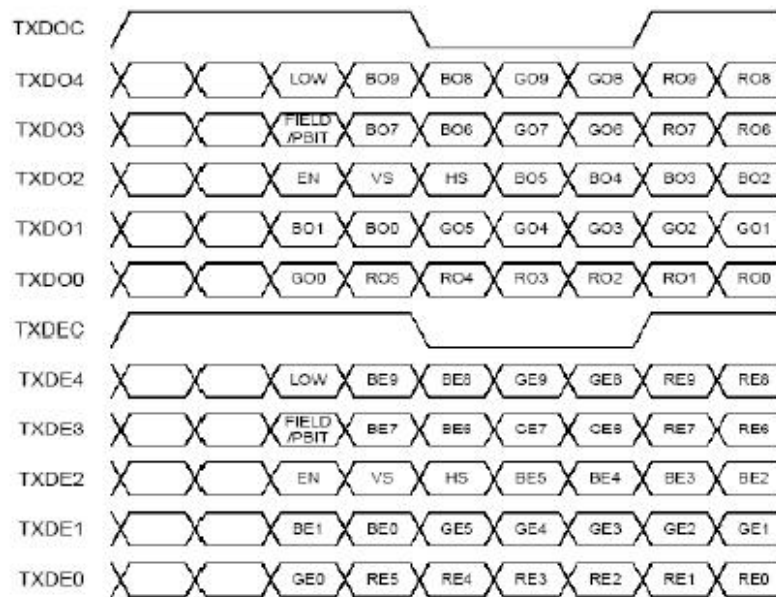 TXDOC
TXDO4 LOW BO9 BO8 GO9 GO8 RO9 RO8
TXDO3 FIELD /PBIT BO7 BO6 GO7 GO6 RO7 RO6
TXDO2 EN VS HS BO5 BO4 BO3 BO2
TXDO1 BO1 BO0 GO5 GO4 GO3 GO2 GO1
TXDO0 GO0 RO5 RO4 RO3 RO2 RO1 RO0
TXDEC
TXDE4 LOW BE9 BE8 GE9 GE8 RE9 RE8
TXDE3 FIELD /PBIT BE7 BE6 GE7 GE6 RE7 RE6
TXDE2 EN VS HS BE5 BE4 BE3 BE2
TXDE1 BE1 BE0 GE5 GE4 GE3 GE2 GE1
TXDE0 GE0 RE5 RE4 RE3 RE2 RE1 RE0